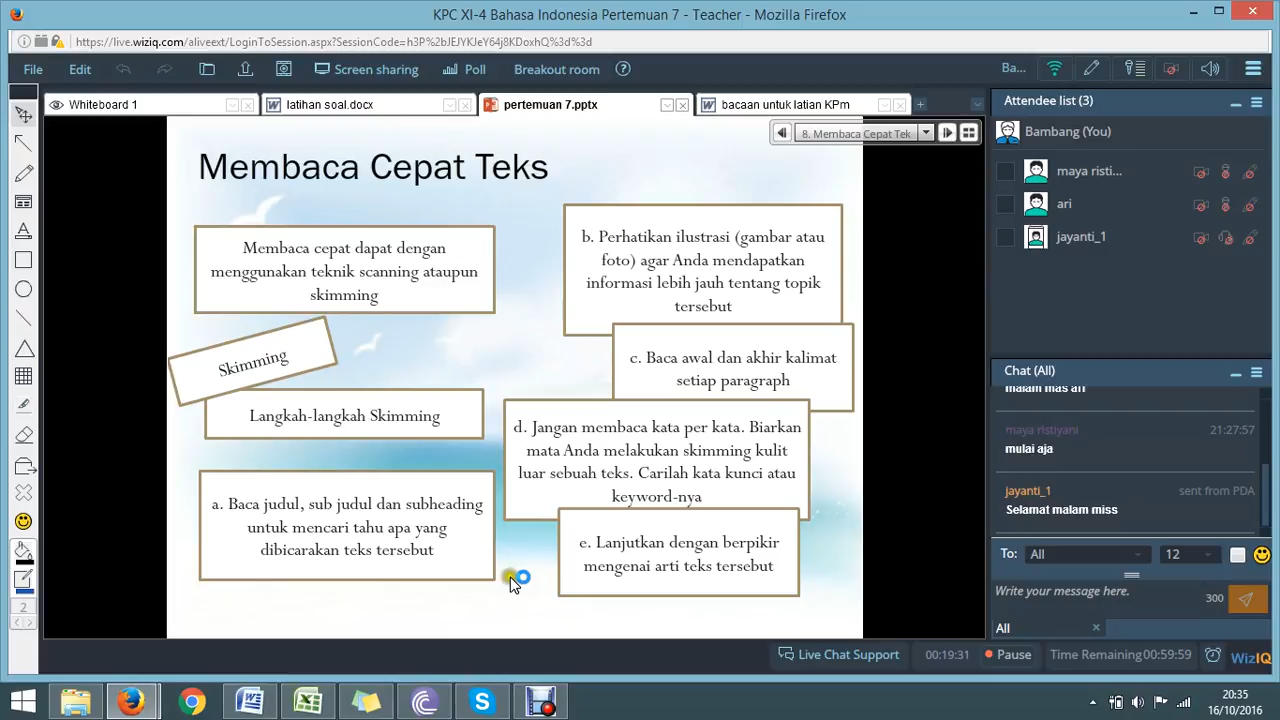 KPC XI-4 Bahasa Indonesia Pertemuan 7 - Teacher - Mozilla Firefox
https://live.wiziq.com/aliveext/LoginToSession.aspx?SessionCode=h3P%2bJEJYKJeY64j8KDoxhQ%3d%3d
File Edit Screen sharing Poll Breakout room Ba...
Whiteboard 1 latihan soal.docx pertemuan 7.pptx bacaan untuk latian KPm
8. Membaca Cepat Tek
Membaca Cepat Teks
Membaca cepat dapat dengan
menggunakan teknik scanning ataupun
skimming
Skimming
Langkah-langkah Skimming
a. Baca judul, sub judul dan subheading
untuk mencari tahu apa yang
dibicarakan teks tersebut
b. Perhatikan ilustrasi (gambar atau
foto) agar Anda mendapatkan
informasi lebih jauh tentang topik
tersebut
c. Baca awal dan akhir kalimat
setiap paragraph
d. Jangan membaca kata per kata. Biarkan
mata Anda melakukan skimming kulit
luar sebuah teks. Carilah kata kunci atau
keyword-nya
e. Lanjutkan dengan berpikir
mengenai arti teks tersebut
2
Attendee list (3)
Bambang (You)
maya risti...
ari
jayanti_1
Chat (All)
malam mas ari
maya ristiyani 21:27:57
mulai aja
jayanti_1 sent from PDA
Selamat malam miss
To: All 12
Write your message here. 300
All
Live Chat Support 00:19:31 Pause Time Remaining 00:59:59 WizIQ
20:35
16/10/2016